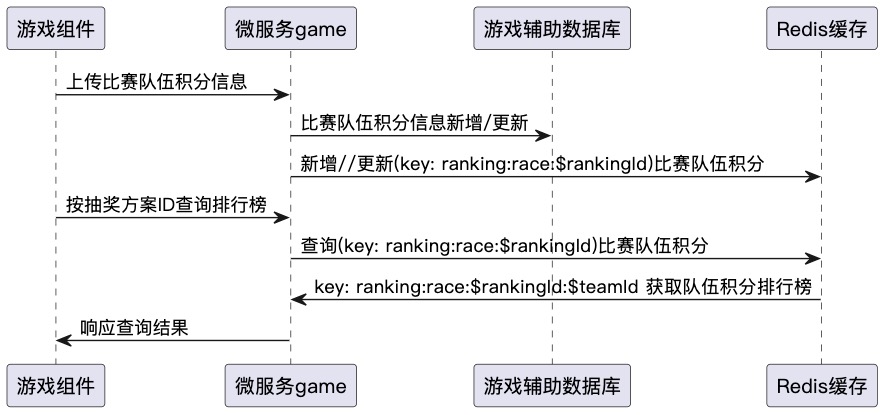 游戏组件
微服务game
游戏辅助数据库
Redis缓存
上传比赛队伍积分信息
比赛队伍积分信息新增/更新
新增//更新(key: ranking:race:$rankingId)比赛队伍积分
按抽奖方案ID查询排行榜
查询(key: ranking:race:$rankingId)比赛队伍积分
key: ranking:race:$rankingId:$teamId 获取队伍积分排行榜
响应查询结果
游戏组件
微服务game
游戏辅助数据库
Redis缓存